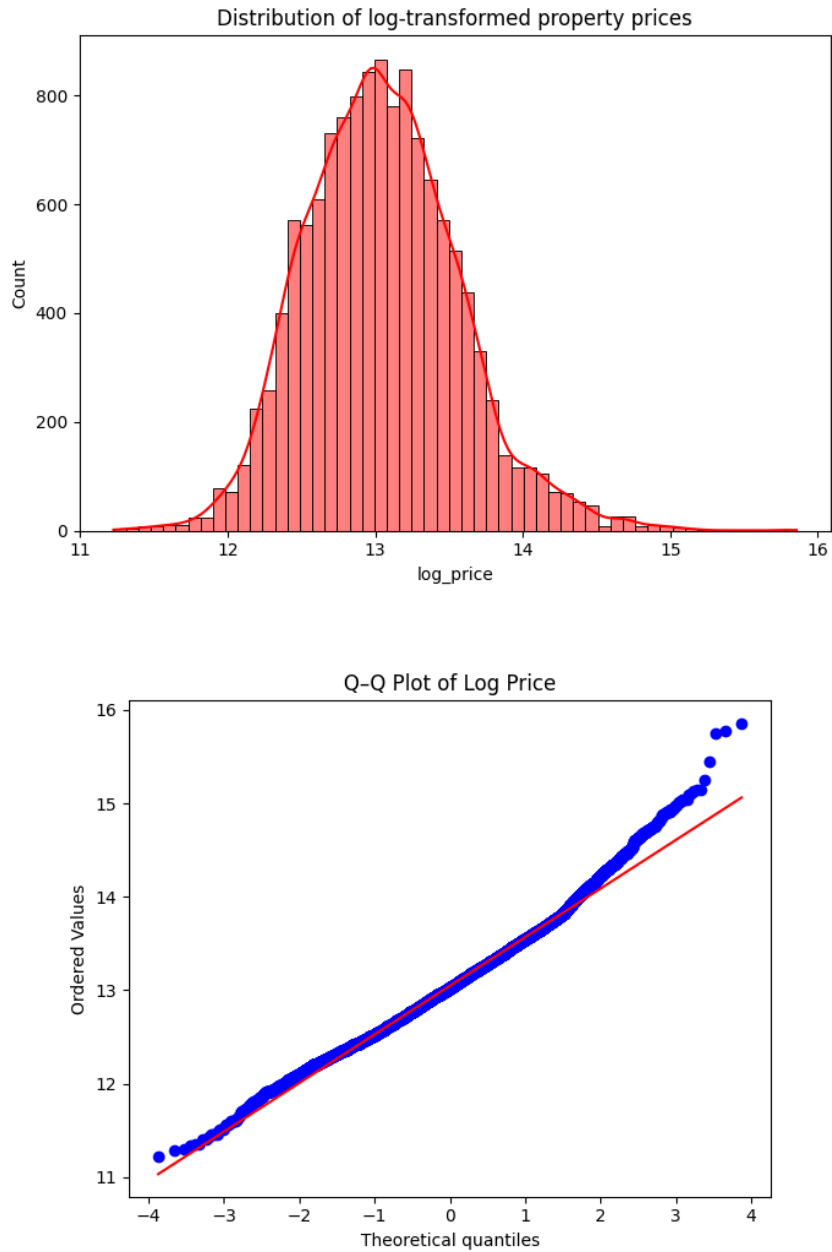 Distribution of log-transformed property prices
800
600
400
200
0
Count
11 12 13 14 15 16
log_price
Q–Q Plot of Log Price
16
15
14
13
12
11
Ordered Values
−4 −3 −2 −1 0 1 2 3 4
Theoretical quantiles